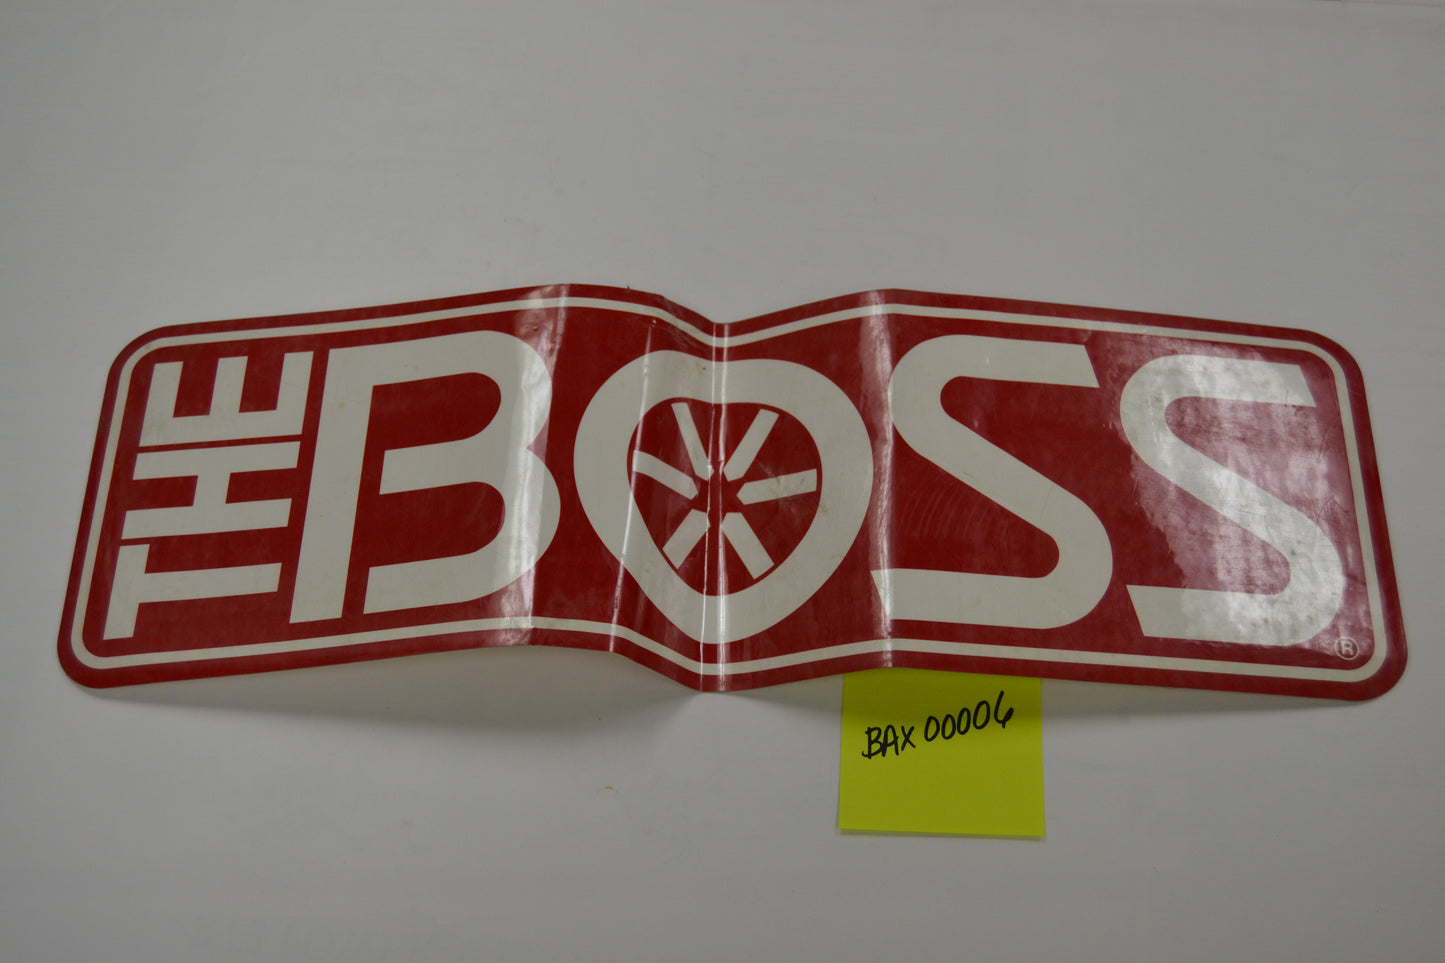 THE
BOSS
®
BAX 00006